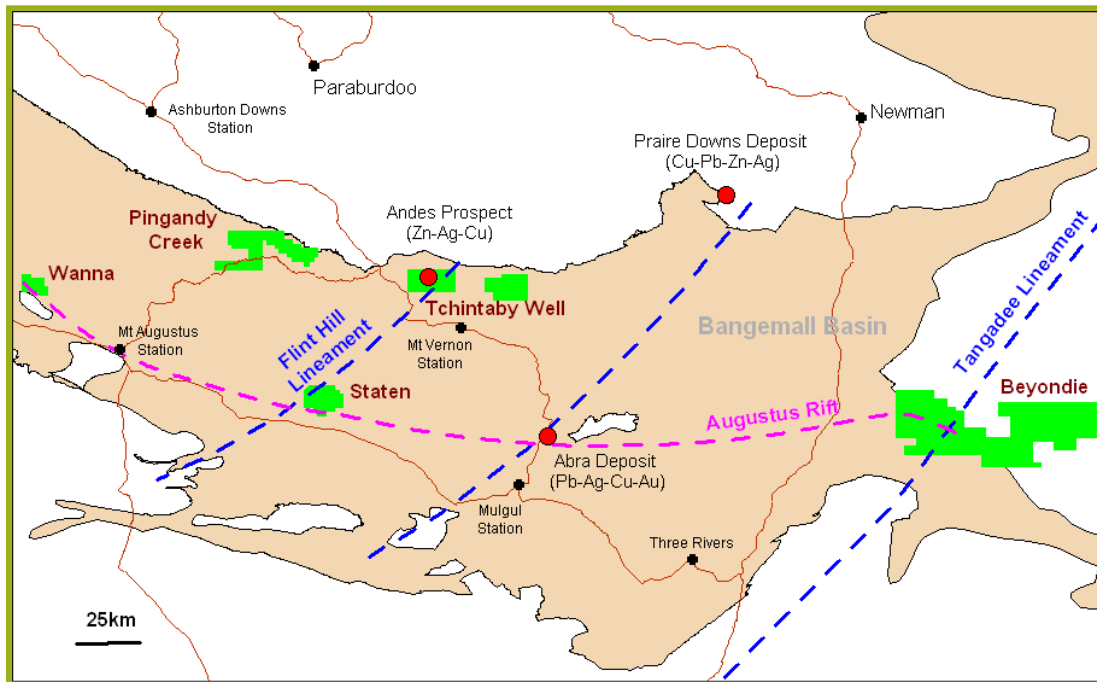 Paraburdoo
Ashburton Downs
Station
Newman
Praire Downs Deposit
(Cu-Pb-Zn-Ag)
Pingandy
Creek
Andes Prospect
(Zn-Ag-Cu)
Wanna
Tchintaby Well
Tangadee Lineament
Bangemall Basin
Mt Augustus
Station
Flint Hill
Lineament
Mt Vernon
Station
Staten
Beyondie
Augustus Rift
Abra Deposit
(Pb-Ag-Cu-Au)
Mulgul
Station
Three Rivers
25km